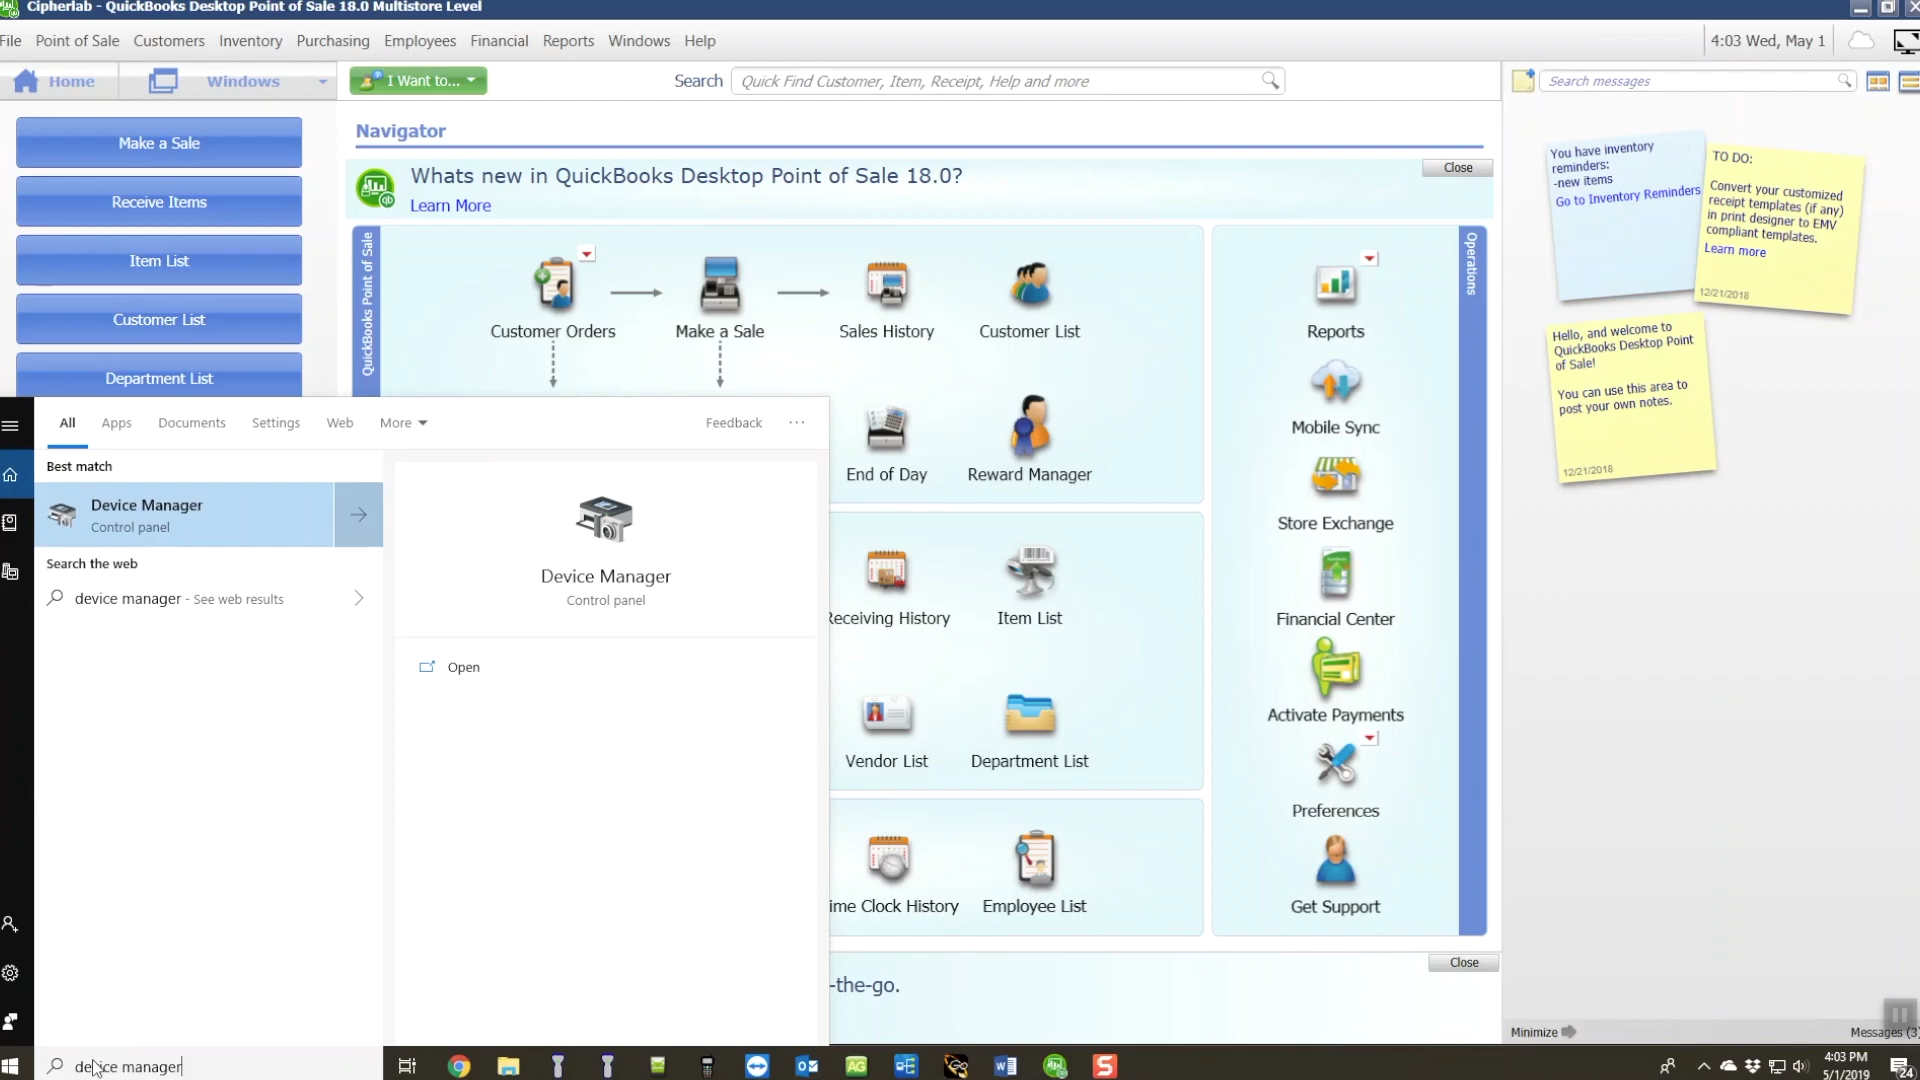 Cipherlab - QuickBooks Desktop Point of Sale 18.0 Multistore Level
File Point of Sale Customers Inventory Purchasing Employees Financial Reports Windows Help
4:03 Wed, May 1
Home
Windows
I Want to...
Search
Quick Find Customer, Item, Receipt, Help and more
Search messages
Make a Sale
Receive Items
Item List
Customer List
Department List
Navigator
Whats new in QuickBooks Desktop Point of Sale 18.0?
Learn More
Close
QuickBooks Point of Sale
Customer Orders
Make a Sale
Sales History
Customer List
End of Day
Reward Manager
Receiving History
Item List
Vendor List
Department List
ime Clock History
Employee List
Operations
Reports
Mobile Sync
Store Exchange
Financial Center
Activate Payments
Preferences
Get Support
Close
-the-go.
You have inventory
reminders:
-new items
Go to Inventory Reminders
TO DO:
Convert your customized
receipt templates (if any)
in print designer to EMV
compliant templates.
Learn more
12/21/2018
Hello, and welcome to
QuickBooks Desktop Point
of Sale!
You can use this area to
post your own notes.
12/21/2018
Minimize
Messages (3)
All Apps Documents Settings Web More
Feedback
...
Best match
Device Manager
Control panel
Search the web
device manager - See web results
Device Manager
Control panel
Open
device manager
4:03 PM
5/1/2019
24